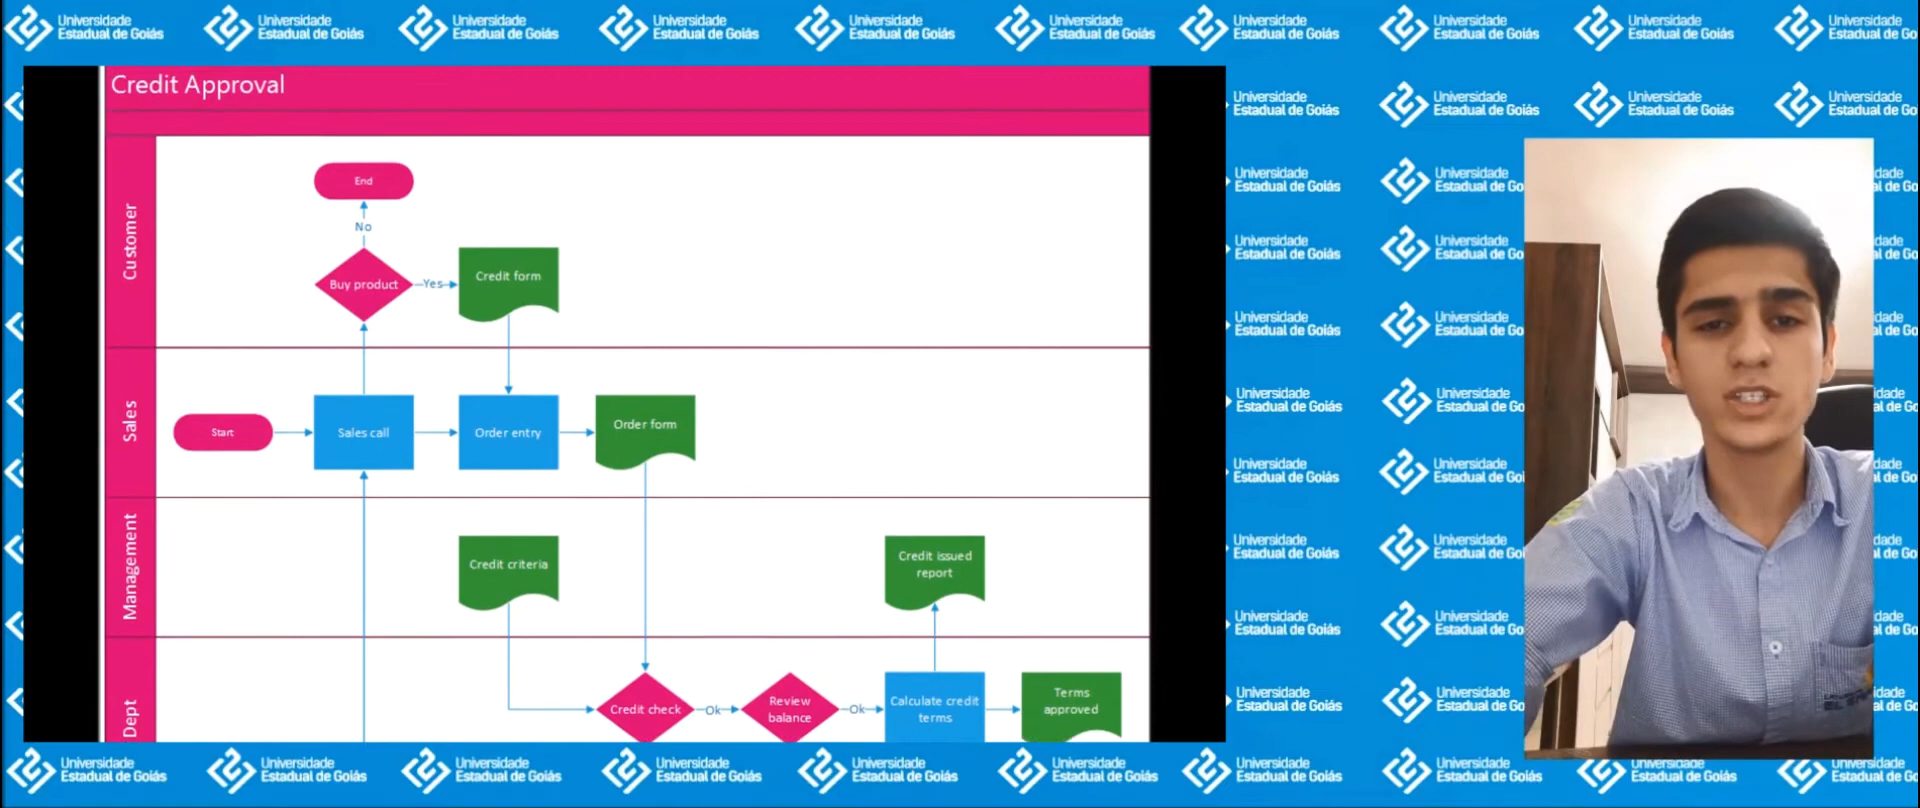 Universidade
Estadual de Goiás
Credit Approval
Customer
End
No
Buy product
Yes
Credit form
Sales
Start
Sales call
Order entry
Order form
Management
Credit criteria
Credit issued
report
Dept
Credit check
Ok
Review
balance
Ok
Calculate credit
terms
Terms
approved